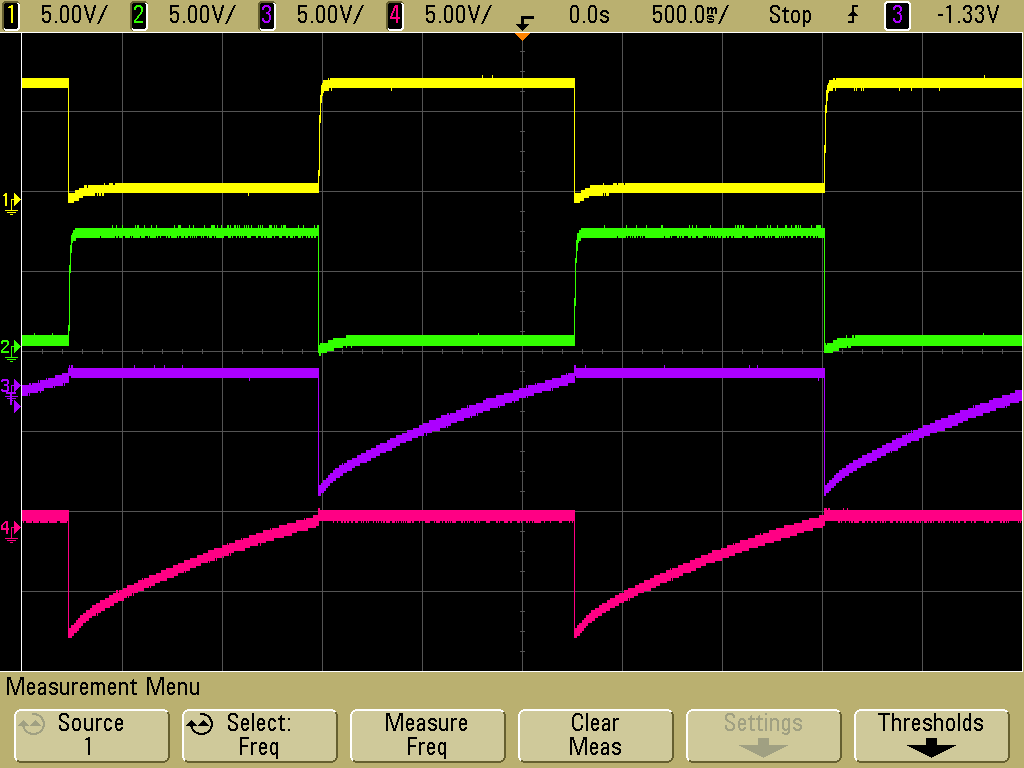 1 5.00V/ 2 5.00V/ 3 5.00V/ 4 5.00V/ 0.0s 500.0ms/ Stop 3 -1.33V
1
2
3
4
Measurement Menu
Source
1
Select:
Freq
Measure
Freq
Clear
Meas
Settings
Thresholds